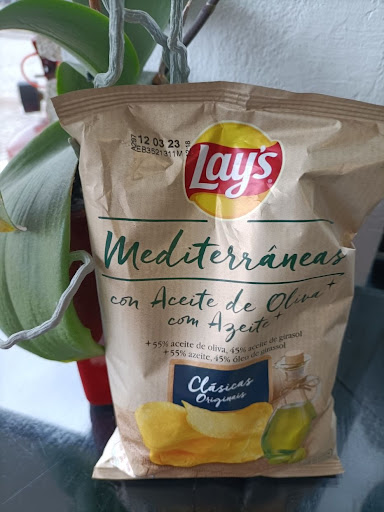 12 03 23
Lay's
Mediterráneas
con Aceite de Oliva +
com Azeite +
+ 55% aceite de oliva, 45% aceite de girasol
+ 55% azeite, 45% óleo de girassol
Clásicas
Originais